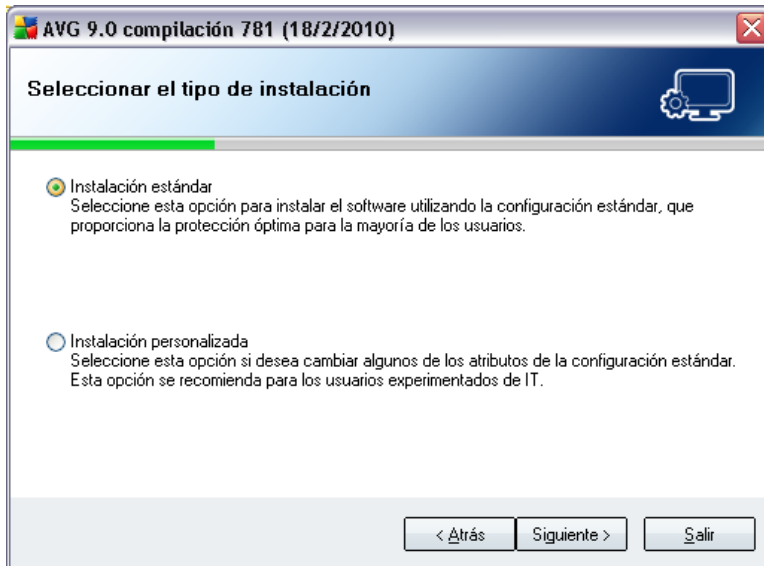 AVG 9.0 compilación 781 (18/2/2010)
Seleccionar el tipo de instalación
Instalación estándar
Seleccione esta opción para instalar el software utilizando la configuración estándar, que
proporciona la protección óptima para la mayoría de los usuarios.
Instalación personalizada
Seleccione esta opción si desea cambiar algunos de los atributos de la configuración estándar.
Esta opción se recomienda para los usuarios experimentados de IT.
< Atrás
Siguiente >
Salir